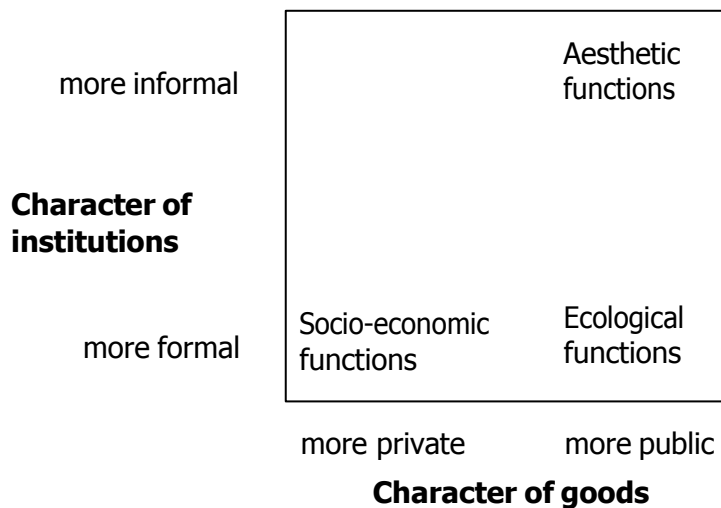 Aesthetic
functions
more informal
Character of
institutions
Socio-economic
functions
Ecological
functions
more formal
more private
more public
Character of goods